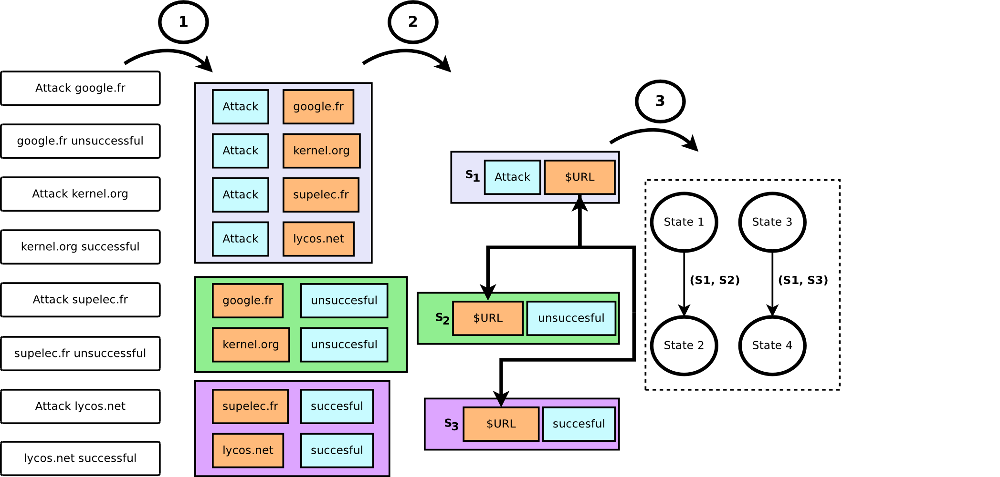 1
2
3
Attack google.fr
google.fr unsuccessful
Attack kernel.org
kernel.org successful
Attack supelec.fr
supelec.fr unsuccessful
Attack lycos.net
lycos.net successful
Attack google.fr
Attack kernel.org
Attack supelec.fr
Attack lycos.net
google.fr unsuccesful
kernel.org unsuccesful
supelec.fr succesful
lycos.net succesful
S1 Attack $URL
S2 $URL unsuccesful
S3 $URL succesful
State 1 State 3
(S1, S2) (S1, S3)
State 2 State 4